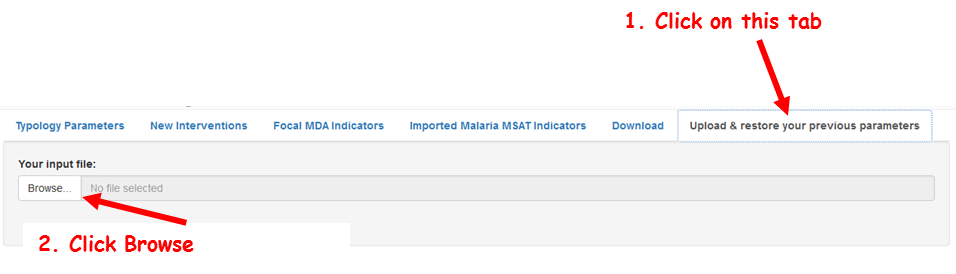 1. Click on this tab
Typology Parameters New Interventions Focal MDA Indicators Imported Malaria MSAT Indicators Download Upload & restore your previous parameters
Your input file:
Browse... No file selected
2. Click Browse